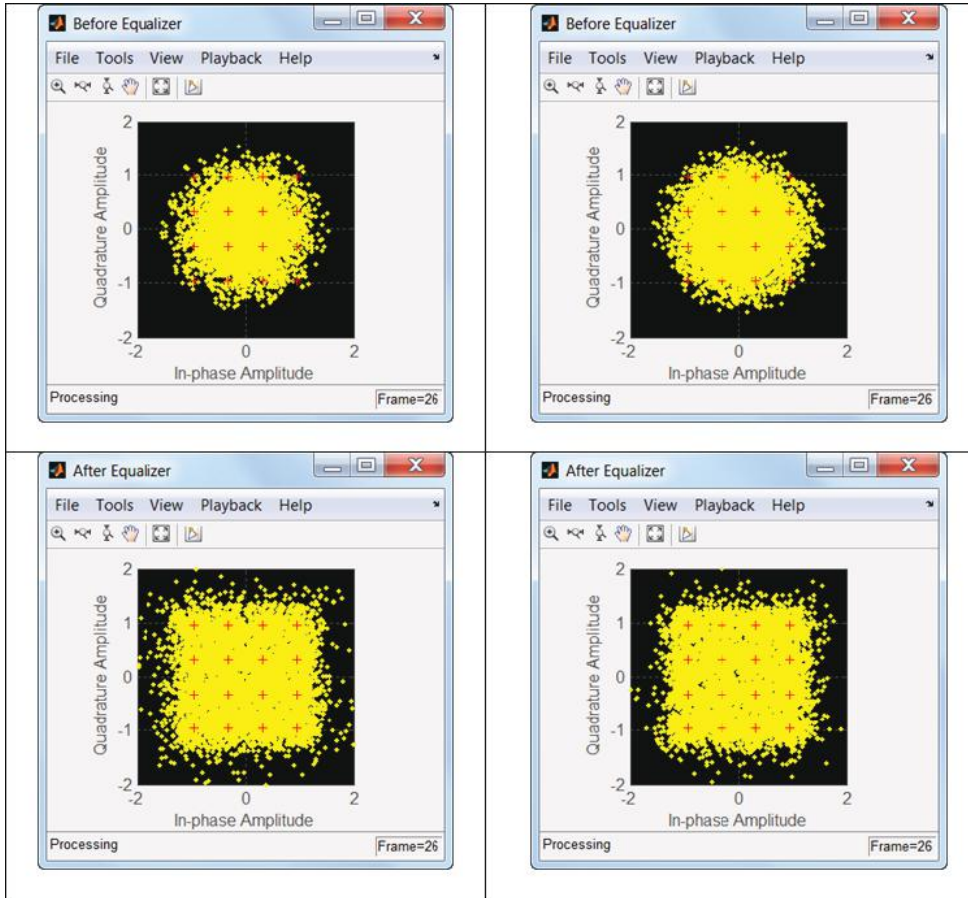 Before Equalizer
File Tools View Playback Help
2
1
0
-1
-2
Quadrature Amplitude
-2 0 2
In-phase Amplitude
Processing Frame=26
Before Equalizer
File Tools View Playback Help
2
1
0
-1
-2
Quadrature Amplitude
-2 0 2
In-phase Amplitude
Processing Frame=26
After Equalizer
File Tools View Playback Help
2
1
0
-1
-2
Quadrature Amplitude
-2 0 2
In-phase Amplitude
Processing Frame=26
After Equalizer
File Tools View Playback Help
2
1
0
-1
-2
Quadrature Amplitude
-2 0 2
In-phase Amplitude
Processing Frame=26